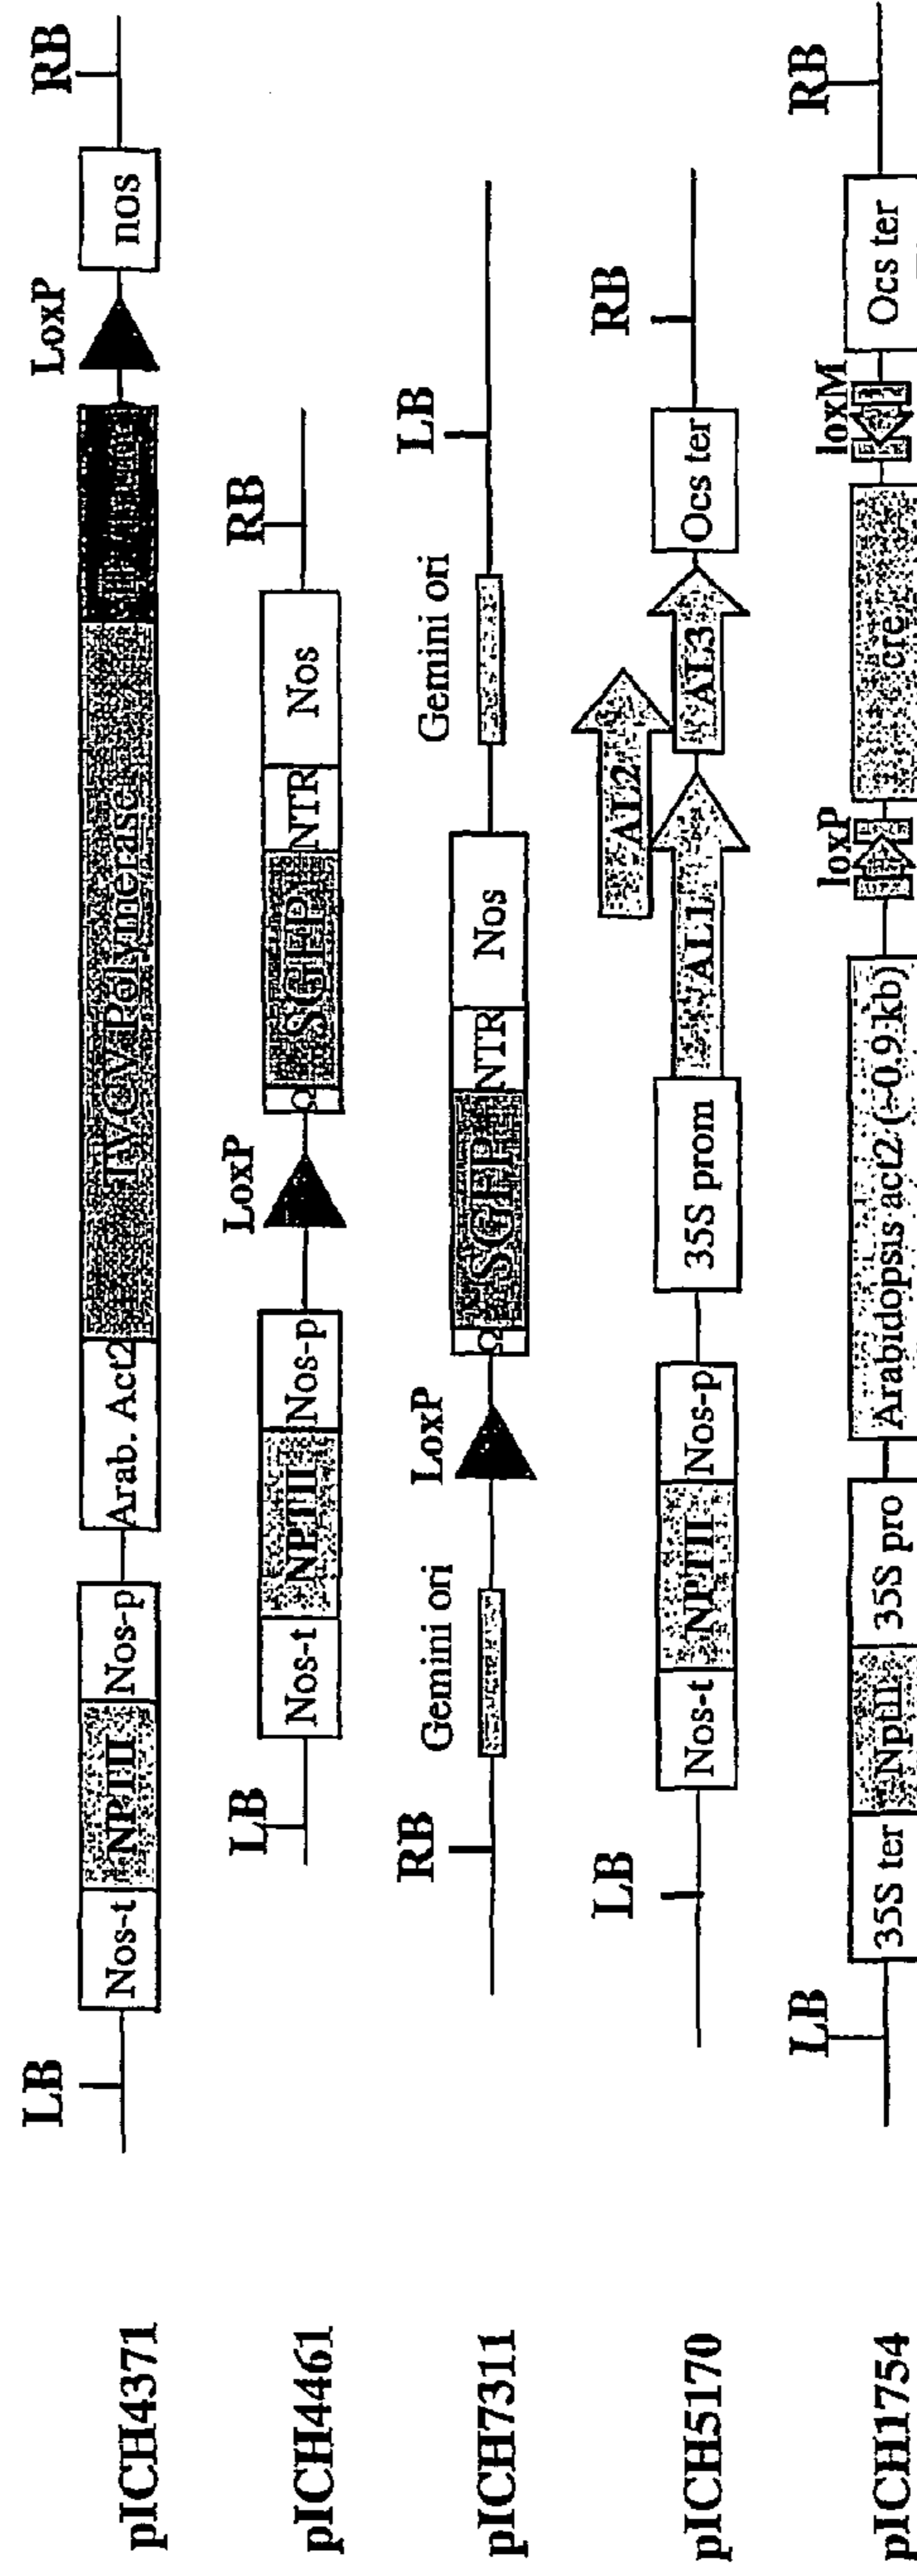 pICH4371 LB Nos-t NPTII Nos-p Arab. Act2 TVCV Polymerase LoxP nos RB
pICH4461 LB Nos-t NPTII Nos-p LoxP Ω SGFP NTR Nos RB
pICH7311 RB Gemini ori LoxP Ω SGFP NTR Nos Gemini ori LB
pICH5170 LB Nos-t NPTII Nos-p 35S prom AL1 AL2 AL3 Ocs ter RB
pICH1754 LB 35S ter NptII 35S pro Arabidopsis act2 (~0.9 kb) loxP cre loxM Ocs ter RB